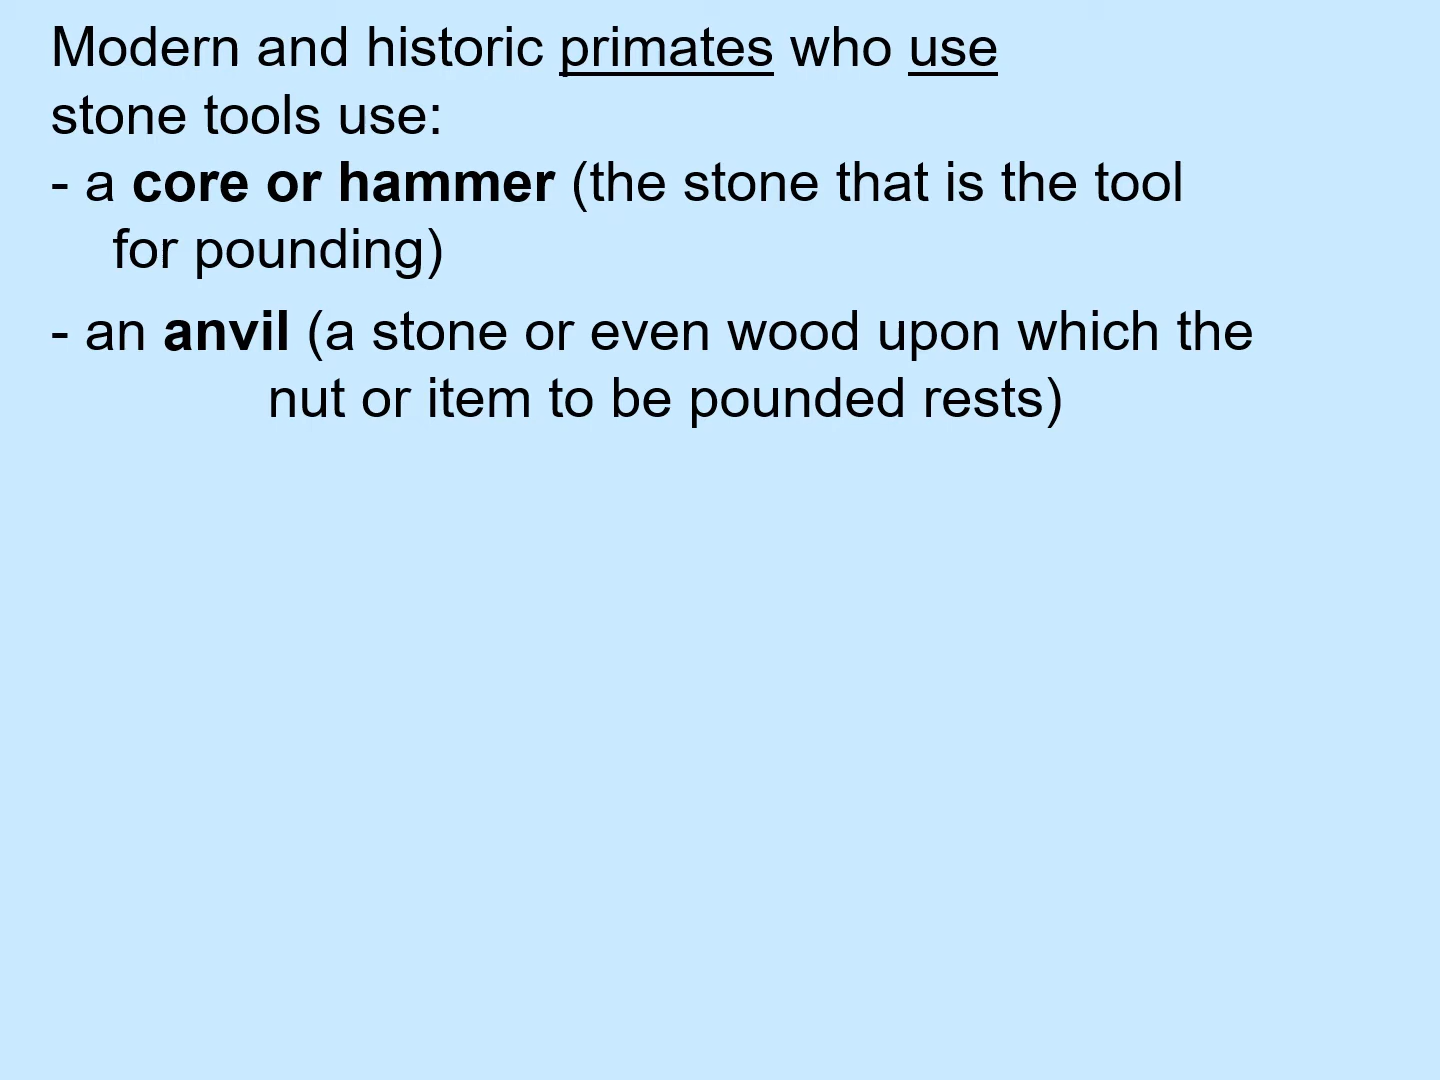 Modern and historic primates who use
stone tools use:
- a core or hammer (the stone that is the tool
for pounding)
- an anvil (a stone or even wood upon which the
nut or item to be pounded rests)